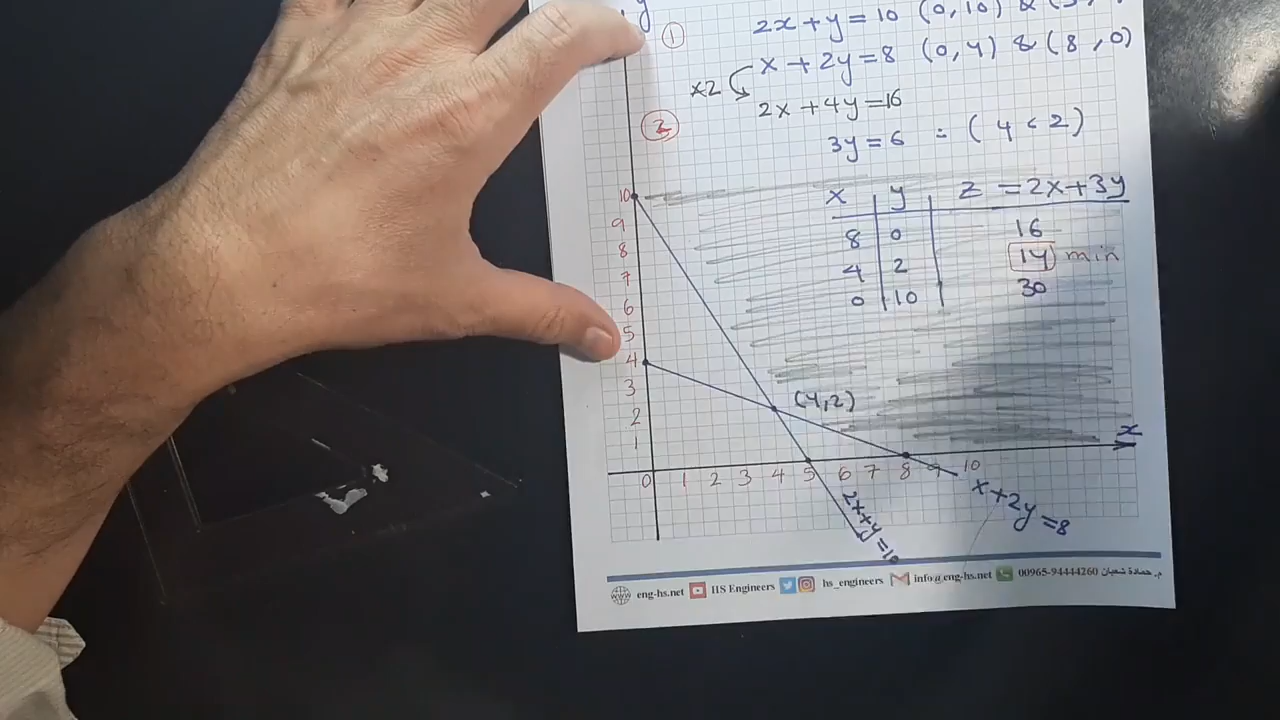 y
1
2x+y=10 (0,10) &
x+2y=8 (0,4) & (8,0)
x2
2x+4y=16
2
3y=6 = (4 < 2)
x y z =2x+3y
8 0 16
4 2 14 min
0 10 30
10
9
8
7
6
5
4
3
2
1
(4,2)
x
0 1 2 3 4 5 6 7 8 9 10
x+2y=8
2x+y=10
eng-hs.net HS Engineers hs_engineers info@eng-hs.net 00965-94444260 م. حمادة شعبان